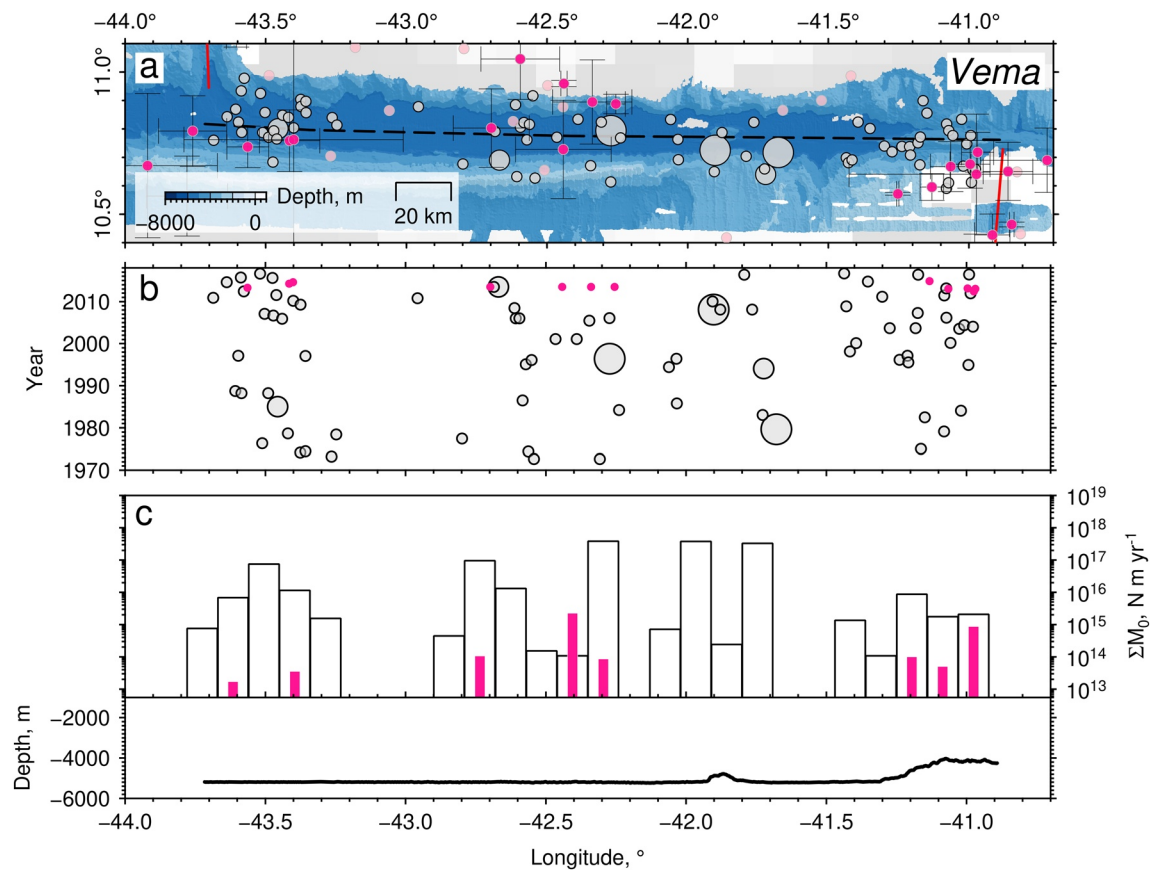 −44.0° −43.5° −43.0° −42.5° −42.0° −41.5° −41.0°
a
Vema
11.0°
10.5°
Depth, m
−8000 0
20 km
b
Year
2010
2000
1990
1980
1970
c
10¹⁹
10¹⁸
10¹⁷
10¹⁶
10¹⁵
10¹⁴
10¹³
ΣM₀, N m yr⁻¹
Depth, m
−2000
−4000
−6000
−44.0 −43.5 −43.0 −42.5 −42.0 −41.5 −41.0
Longitude, °